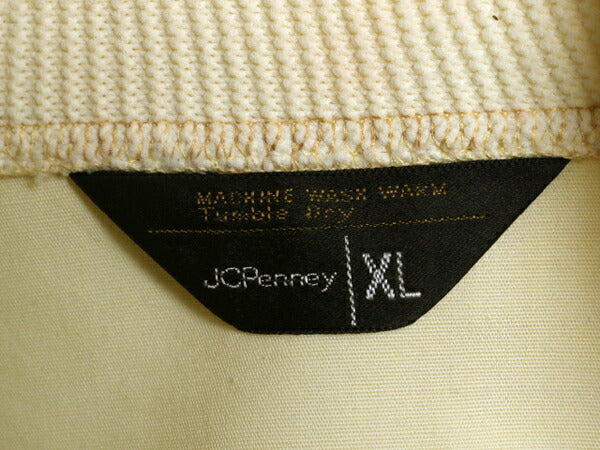 MACHINE WASH WARM
Tumble Dry
JCPenney XL